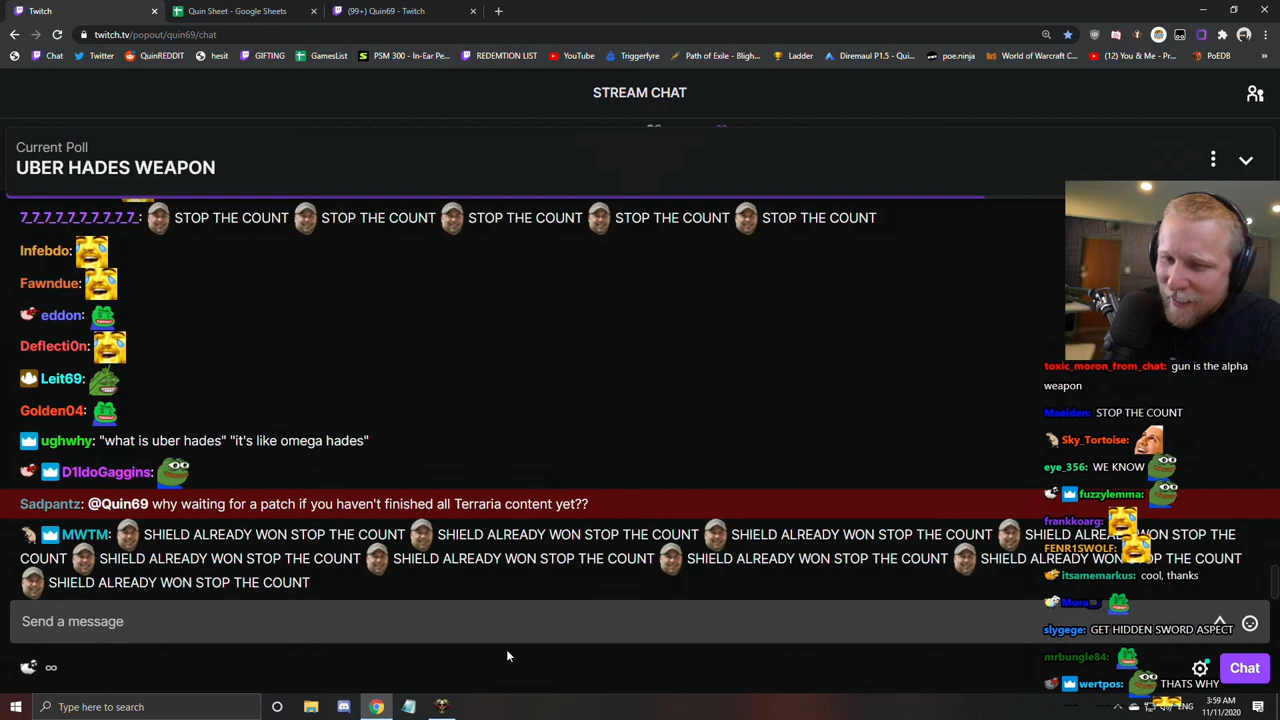 Twitch
Quin Sheet - Google Sheets
(99+) Quin69 - Twitch
twitch.tv/popout/quin69/chat
Chat
Twitter
QuinREDDIT
hesit
GIFTING
GamesList
PSM 300 - In-Ear Pe...
REDEMTION LIST
YouTube
Triggerfyre
Path of Exile - Bligh...
Ladder
Diremaul P1.5 - Qui...
poe.ninja
World of Warcraft C...
(12) You & Me - Pr...
PoEDB
STREAM CHAT
Current Poll
UBER HADES WEAPON
7_7_7_7_7_7_7_7_7_: STOP THE COUNT STOP THE COUNT STOP THE COUNT STOP THE COUNT STOP THE COUNT
Infebdo:
Fawndue:
eddon:
Deflecti0n:
Leit69:
Golden04:
ughwhy: "what is uber hades" "it's like omega hades"
D1ldoGaggins:
Sadpantz: @Quin69 why waiting for a patch if you haven't finished all Terraria content yet??
MWTM: SHIELD ALREADY WON STOP THE COUNT SHIELD ALREADY WON STOP THE COUNT SHIELD ALREADY WON STOP THE COUNT SHIELD ALREADY WON STOP THE
COUNT SHIELD ALREADY WON STOP THE COUNT SHIELD ALREADY WON STOP THE COUNT SHIELD ALREADY WON STOP THE COUNT SHIELD ALREADY WON STOP THE COUNT
SHIELD ALREADY WON STOP THE COUNT
Send a message
Chat
toxic_moron_from_chat: gun is the alpha
weapon
Maeiden: STOP THE COUNT
Sky_Tortoise:
eye_356: WE KNOW
fuzzylemma:
frankkoarg:
FENR1SWOLF:
itsamemarkus: cool, thanks
Mora
slygege: GET HIDDEN SWORD ASPECT
mrbungle84:
wertpos: THATS WHY
Type here to search
ENG
3:59 AM
11/11/2020